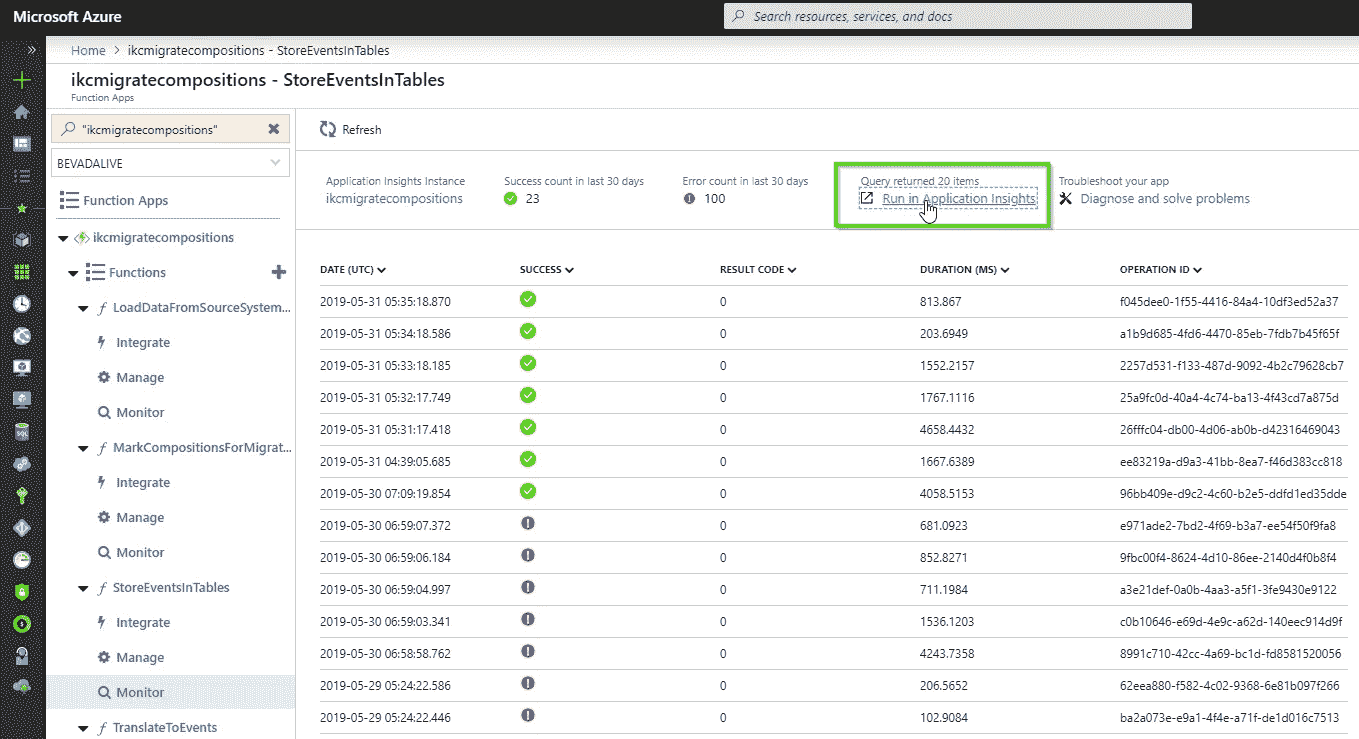 Microsoft Azure
Search resources, services, and docs
Home > ikcmigratecompositions - StoreEventsInTables
ikcmigratecompositions - StoreEventsInTables
Function Apps
"ikcmigratecompositions"
BEVADALIVE
Function Apps
ikcmigratecompositions
Functions
LoadDataFromSourceSystem...
Integrate
Manage
Monitor
MarkCompositionsForMigrat...
Integrate
Manage
Monitor
StoreEventsInTables
Integrate
Manage
Monitor
TranslateToEvents
Refresh
Application Insights Instance
ikcmigratecompositions
Success count in last 30 days
23
Error count in last 30 days
100
Query returned 20 items
Run in Application Insights
Troubleshoot your app
Diagnose and solve problems
DATE (UTC) SUCCESS RESULT CODE DURATION (MS) OPERATION ID
2019-05-31 05:35:18.870 0 813.867 f045dee0-1f55-4416-84a4-10df3ed52a37
2019-05-31 05:34:18.586 0 203.6949 a1b9d685-4fd6-4470-85eb-7fdb7b45f65f
2019-05-31 05:33:18.185 0 1552.2157 2257d531-f133-487d-9092-4b2c79628cb7
2019-05-31 05:32:17.749 0 1767.1116 25a9fc0d-40a4-4c74-ba13-4f43cd7a875d
2019-05-31 05:31:17.418 0 4658.4432 26fffc04-db00-4d06-ab0b-d42316469043
2019-05-31 04:39:05.685 0 1667.6389 ee83219a-d9a3-41bb-8ea7-f46d383cc818
2019-05-30 07:09:19.854 0 4058.5153 96bb409e-d9c2-4c60-b2e5-ddfd1ed35dde
2019-05-30 06:59:07.372 0 681.0923 e971ade2-7bd2-4f69-b3a7-ee54f50f9fa8
2019-05-30 06:59:06.184 0 852.8271 9fbc00f4-8624-4d10-86ee-2140d4f0b8f4
2019-05-30 06:59:04.997 0 711.1984 a3e21def-0a0b-4aa3-a5f1-3fe9430e9122
2019-05-30 06:59:03.341 0 1536.1203 c0b10646-e69d-4e9c-a62d-140eec914d9f
2019-05-30 06:58:58.762 0 4243.7358 8991c710-42cc-4a69-bc1d-fd8581520056
2019-05-29 05:24:22.586 0 206.5652 62eea880-f582-4c02-9368-6e81b097f266
2019-05-29 05:24:22.446 0 102.9084 ba2a073e-e9a1-4f4e-a71f-de1d016c7513